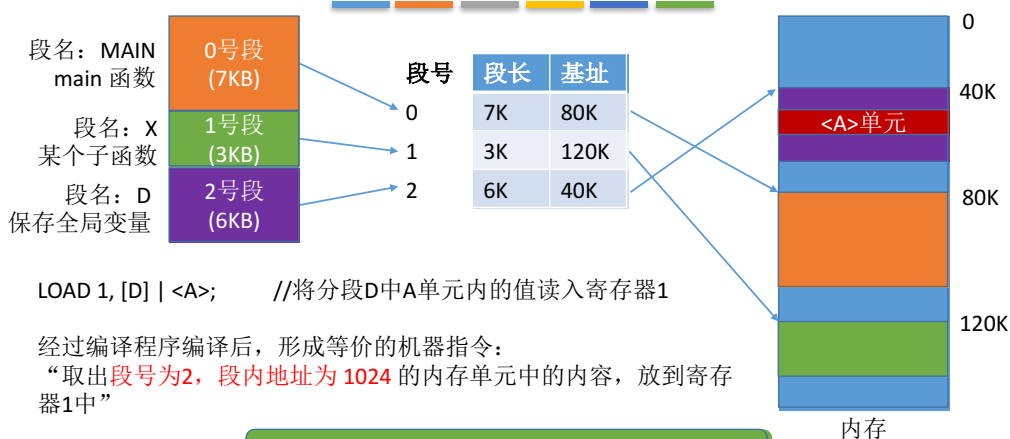 段名：MAIN
main 函数
0号段
(7KB)
段名：X
某个子函数
1号段
(3KB)
段名：D
保存全局变量
2号段
(6KB)
段号 段长 基址
0 7K 80K
1 3K 120K
2 6K 40K
0
40K
<A>单元
80K
120K
内存
LOAD 1, [D] | <A>; //将分段D中A单元内的值读入寄存器1
经过编译程序编译后，形成等价的机器指令：
“取出段号为2，段内地址为 1024 的内存单元中的内容，放到寄存
器1中”